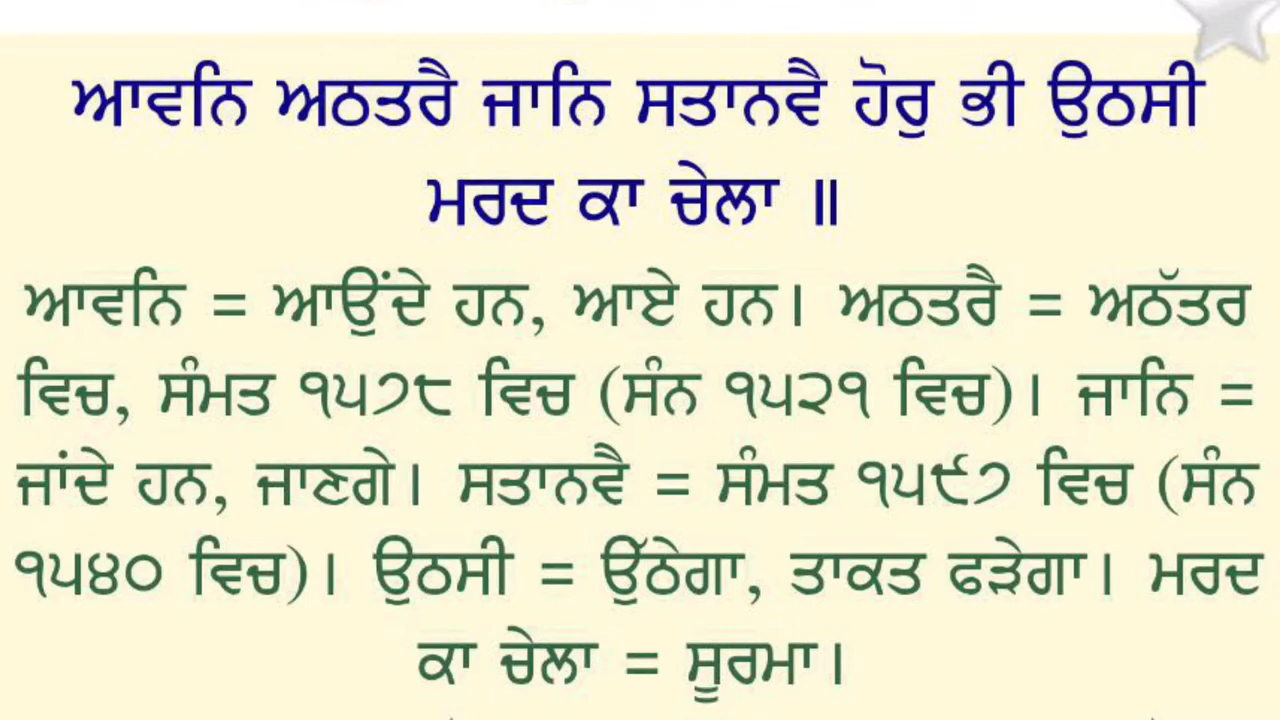 ਆਵਨਿ ਅਠਤਰੈ ਜਾਨਿ ਸਤਾਨਵੈ ਹੋਰੁ ਭੀ ਉਠਸੀ
ਮਰਦ ਕਾ ਚੇਲਾ ॥
ਆਵਨਿ = ਆਉਂਦੇ ਹਨ, ਆਏ ਹਨ। ਅਠਤਰੈ = ਅਠੱਤਰ
ਵਿਚ, ਸੰਮਤ ੧੫੭੮ ਵਿਚ (ਸੰਨ ੧੫੨੧ ਵਿਚ)। ਜਾਨਿ =
ਜਾਂਦੇ ਹਨ, ਜਾਣਗੇ। ਸਤਾਨਵੈ = ਸੰਮਤ ੧੫੯੭ ਵਿਚ (ਸੰਨ
੧੫੪੦ ਵਿਚ)। ਉਠਸੀ = ਉੱਠੇਗਾ, ਤਾਕਤ ਫੜੇਗਾ। ਮਰਦ
ਕਾ ਚੇਲਾ = ਸੂਰਮਾ।